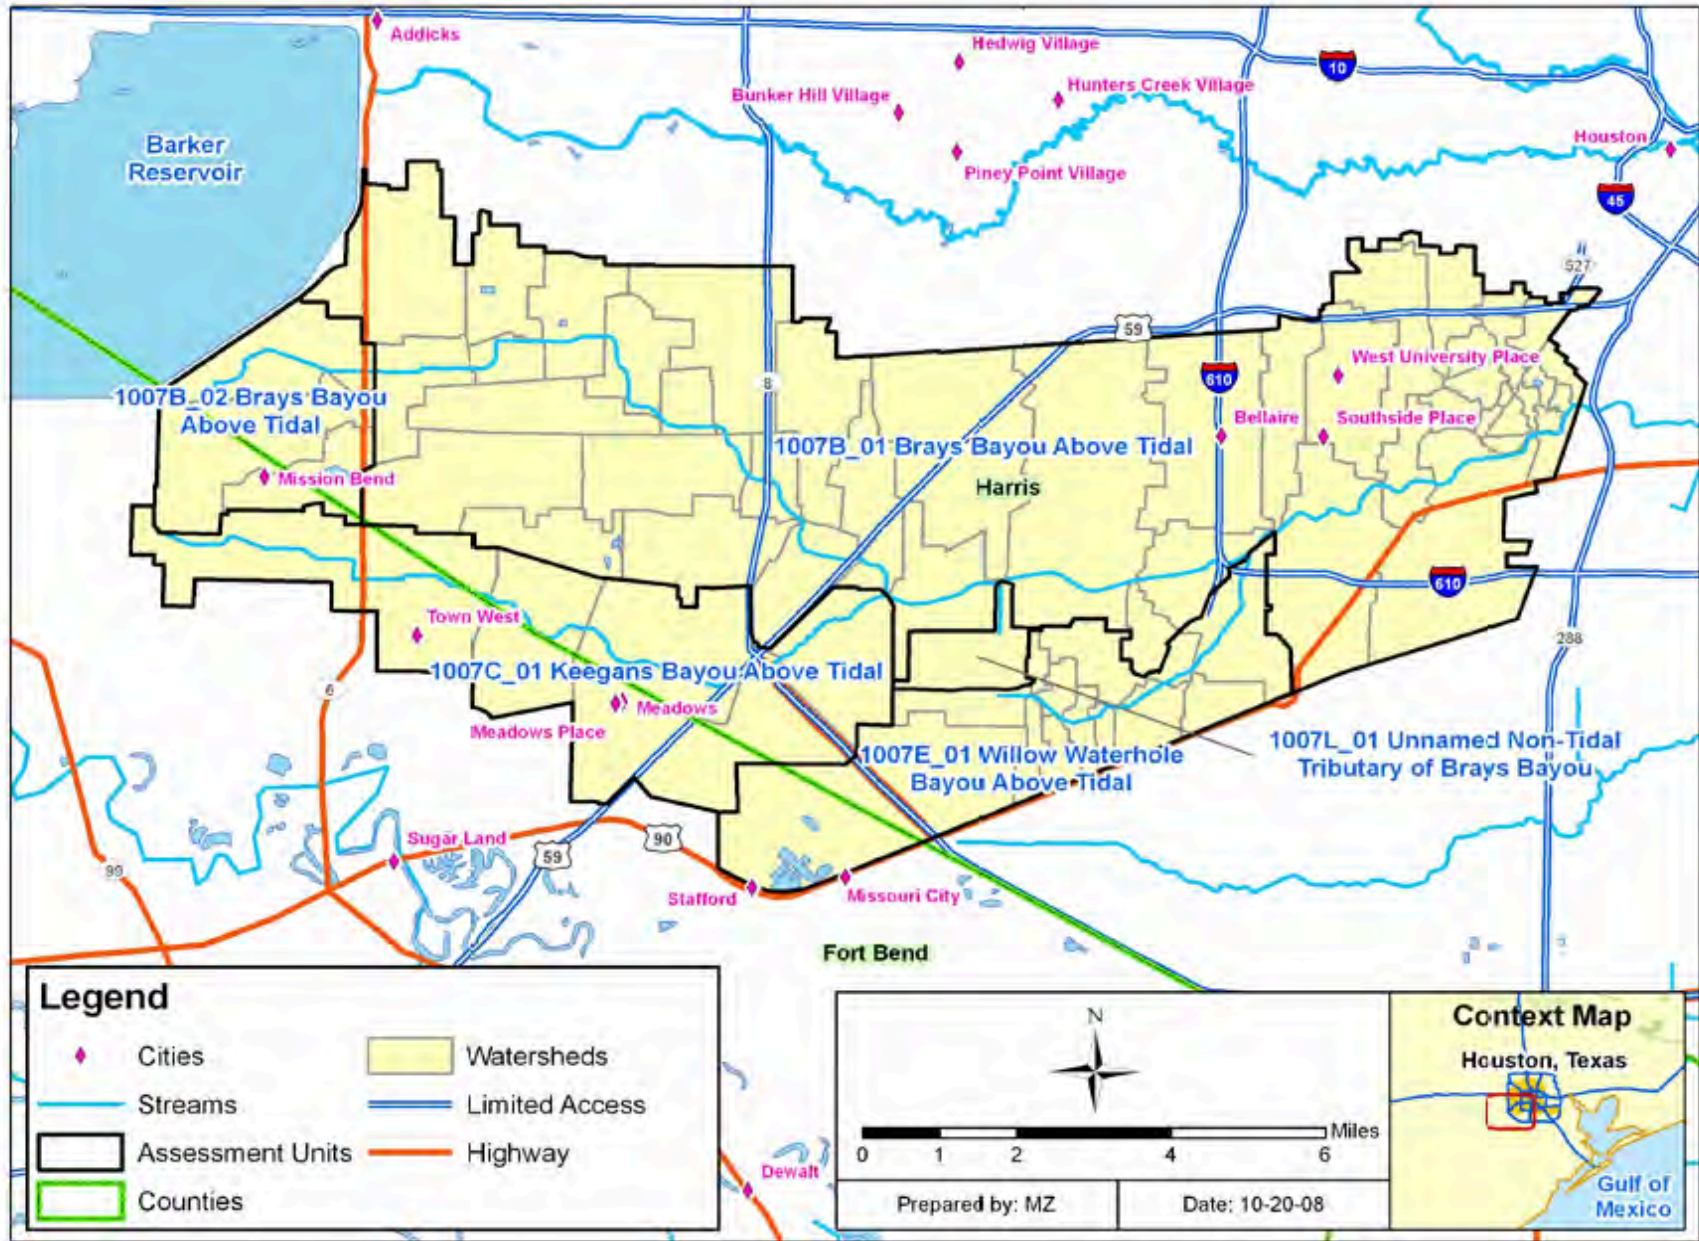 Addicks
Hedwig Village
10
Bunker Hill Village
Hunters Creek Village
Barker
Reservoir
Houston
Piney Point Village
45
527
59
West University Place
8
610
1007B_02 Brays Bayou
Above Tidal
Bellaire
Southside Place
1007B_01 Brays Bayou Above Tidal
Mission Bend
Harris
610
Town West
288
1007C_01 Keegans Bayou Above Tidal
6
Meadows
Meadows Place
1007E_01 Willow Waterhole
Bayou Above Tidal
1007L_01 Unnamed Non-Tidal
Tributary of Brays Bayou
Sugar Land
90
59
99
Stafford
Missouri City
Fort Bend
Legend
Cities
Watersheds
Streams
Limited Access
Assessment Units
Highway
Counties
Dewalt
N
Miles
0 1 2 4 6
Prepared by: MZ
Date: 10-20-08
Context Map
Houston, Texas
Gulf of
Mexico